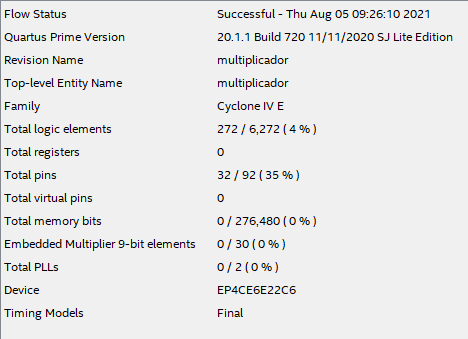 Flow Status Successful - Thu Aug 05 09:26:10 2021
Quartus Prime Version 20.1.1 Build 720 11/11/2020 SJ Lite Edition
Revision Name multiplicador
Top-level Entity Name multiplicador
Family Cyclone IV E
Total logic elements 272 / 6,272 ( 4 % )
Total registers 0
Total pins 32 / 92 ( 35 % )
Total virtual pins 0
Total memory bits 0 / 276,480 ( 0 % )
Embedded Multiplier 9-bit elements 0 / 30 ( 0 % )
Total PLLs 0 / 2 ( 0 % )
Device EP4CE6E22C6
Timing Models Final